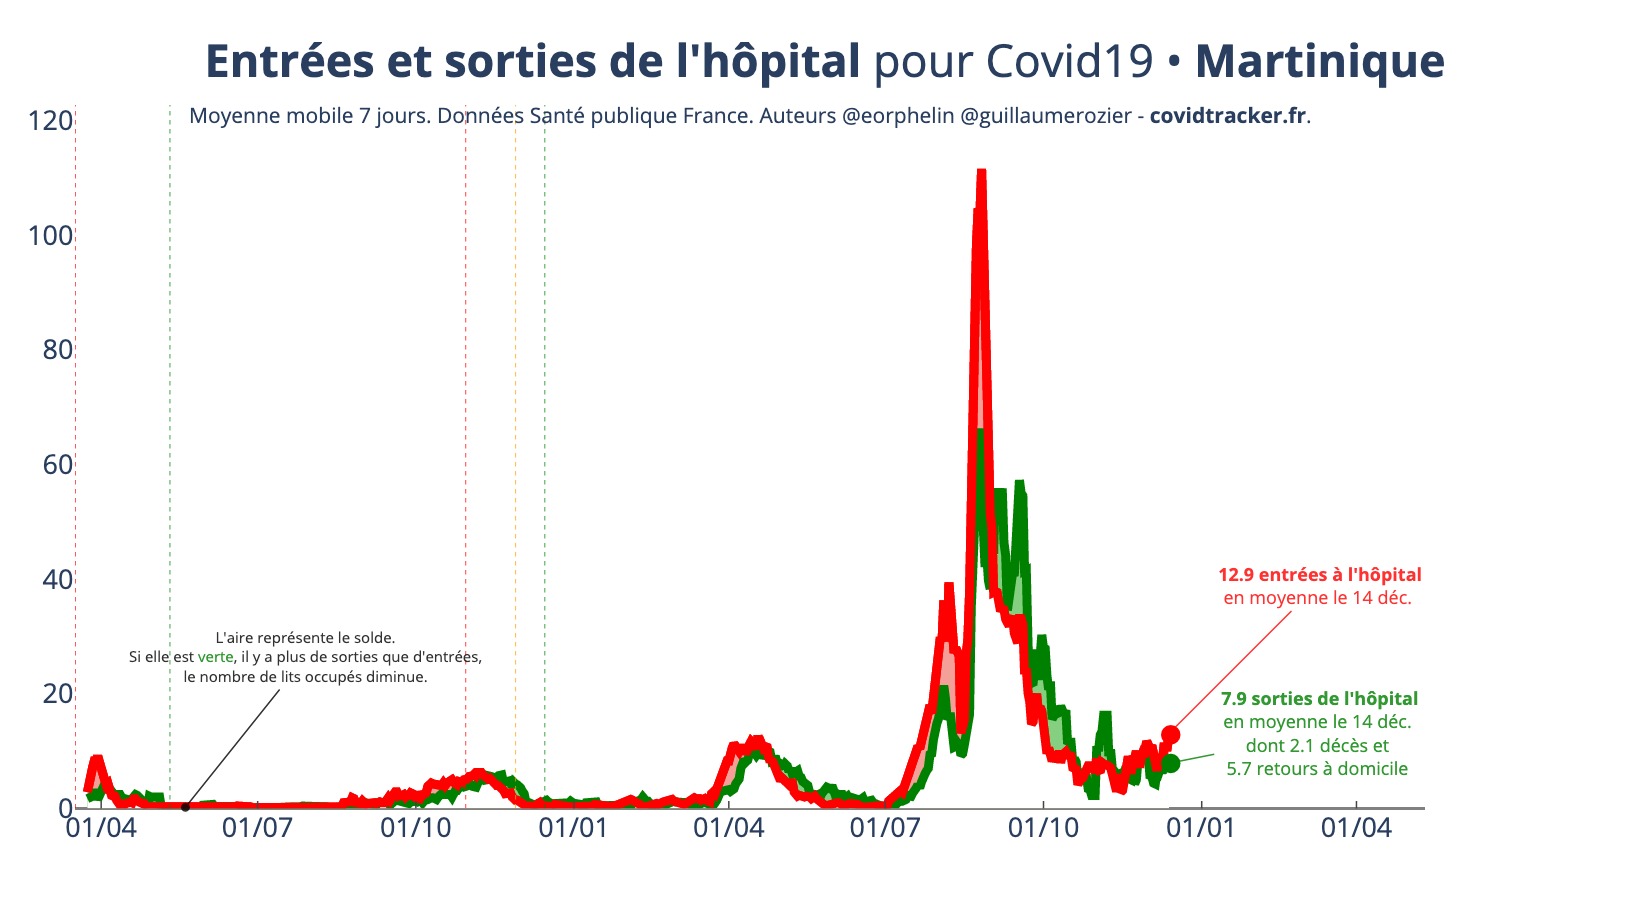 Entrées et sorties de l'hôpital pour Covid19 • Martinique
Moyenne mobile 7 jours. Données Santé publique France. Auteurs @eorphelin @guillaumerozier - covidtracker.fr.
120
100
80
60
40
20
0
12.9 entrées à l'hôpital
en moyenne le 14 déc.
L'aire représente le solde.
Si elle est verte, il y a plus de sorties que d'entrées,
le nombre de lits occupés diminue.
7.9 sorties de l'hôpital
en moyenne le 14 déc.
dont 2.1 décès et
5.7 retours à domicile
01/04 01/07 01/10 01/01 01/04 01/07 01/10 01/01 01/04